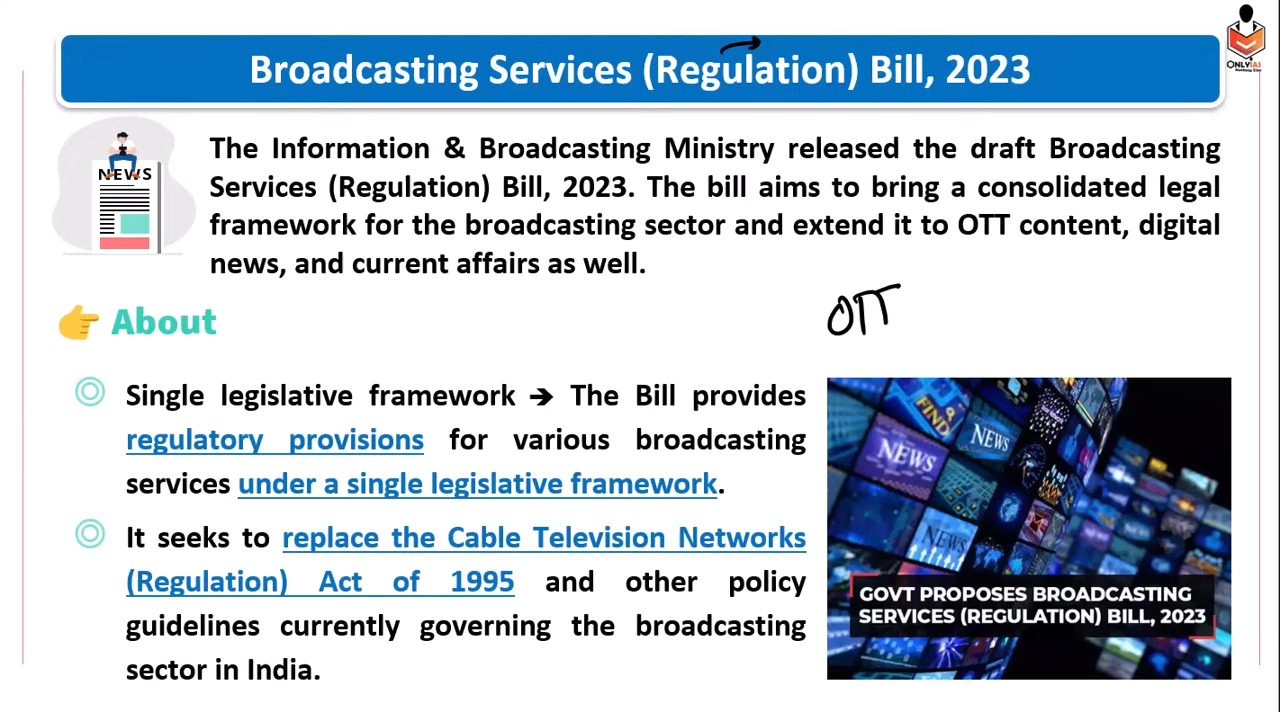 Broadcasting Services (Regulation) Bill, 2023
ONLYIAS
Nothing Else
NEWS
The Information & Broadcasting Ministry released the draft Broadcasting
Services (Regulation) Bill, 2023. The bill aims to bring a consolidated legal
framework for the broadcasting sector and extend it to OTT content, digital
news, and current affairs as well.
👉 About
OTT
Single legislative framework ➔ The Bill provides
regulatory provisions for various broadcasting
services under a single legislative framework.
It seeks to replace the Cable Television Networks
(Regulation) Act of 1995 and other policy
guidelines currently governing the broadcasting
sector in India.
FIND
NEWS
NEWS
NEWS
GOVT PROPOSES BROADCASTING
SERVICES (REGULATION) BILL, 2023